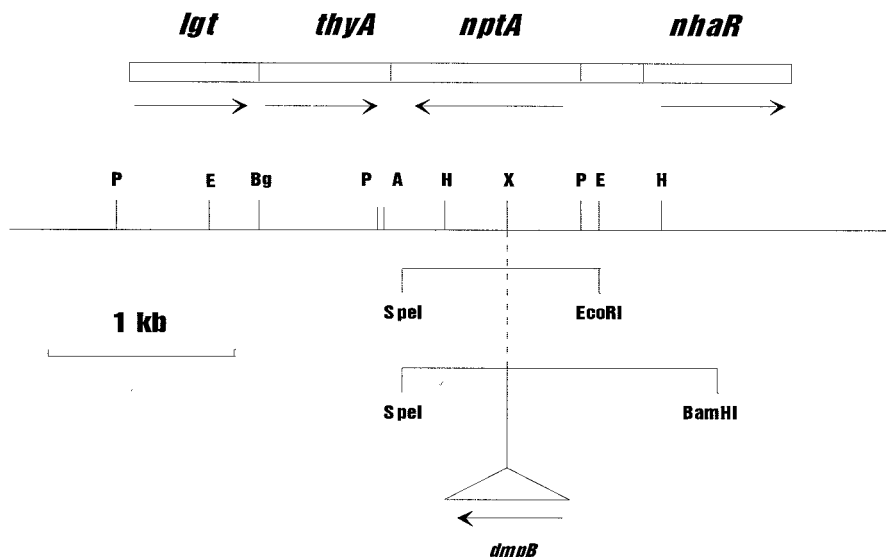 lgt thyA nptA nhaR
P E Bg P A H X P E H
SpeI EcoRI
1 kb
SpeI BamHI
dmpB